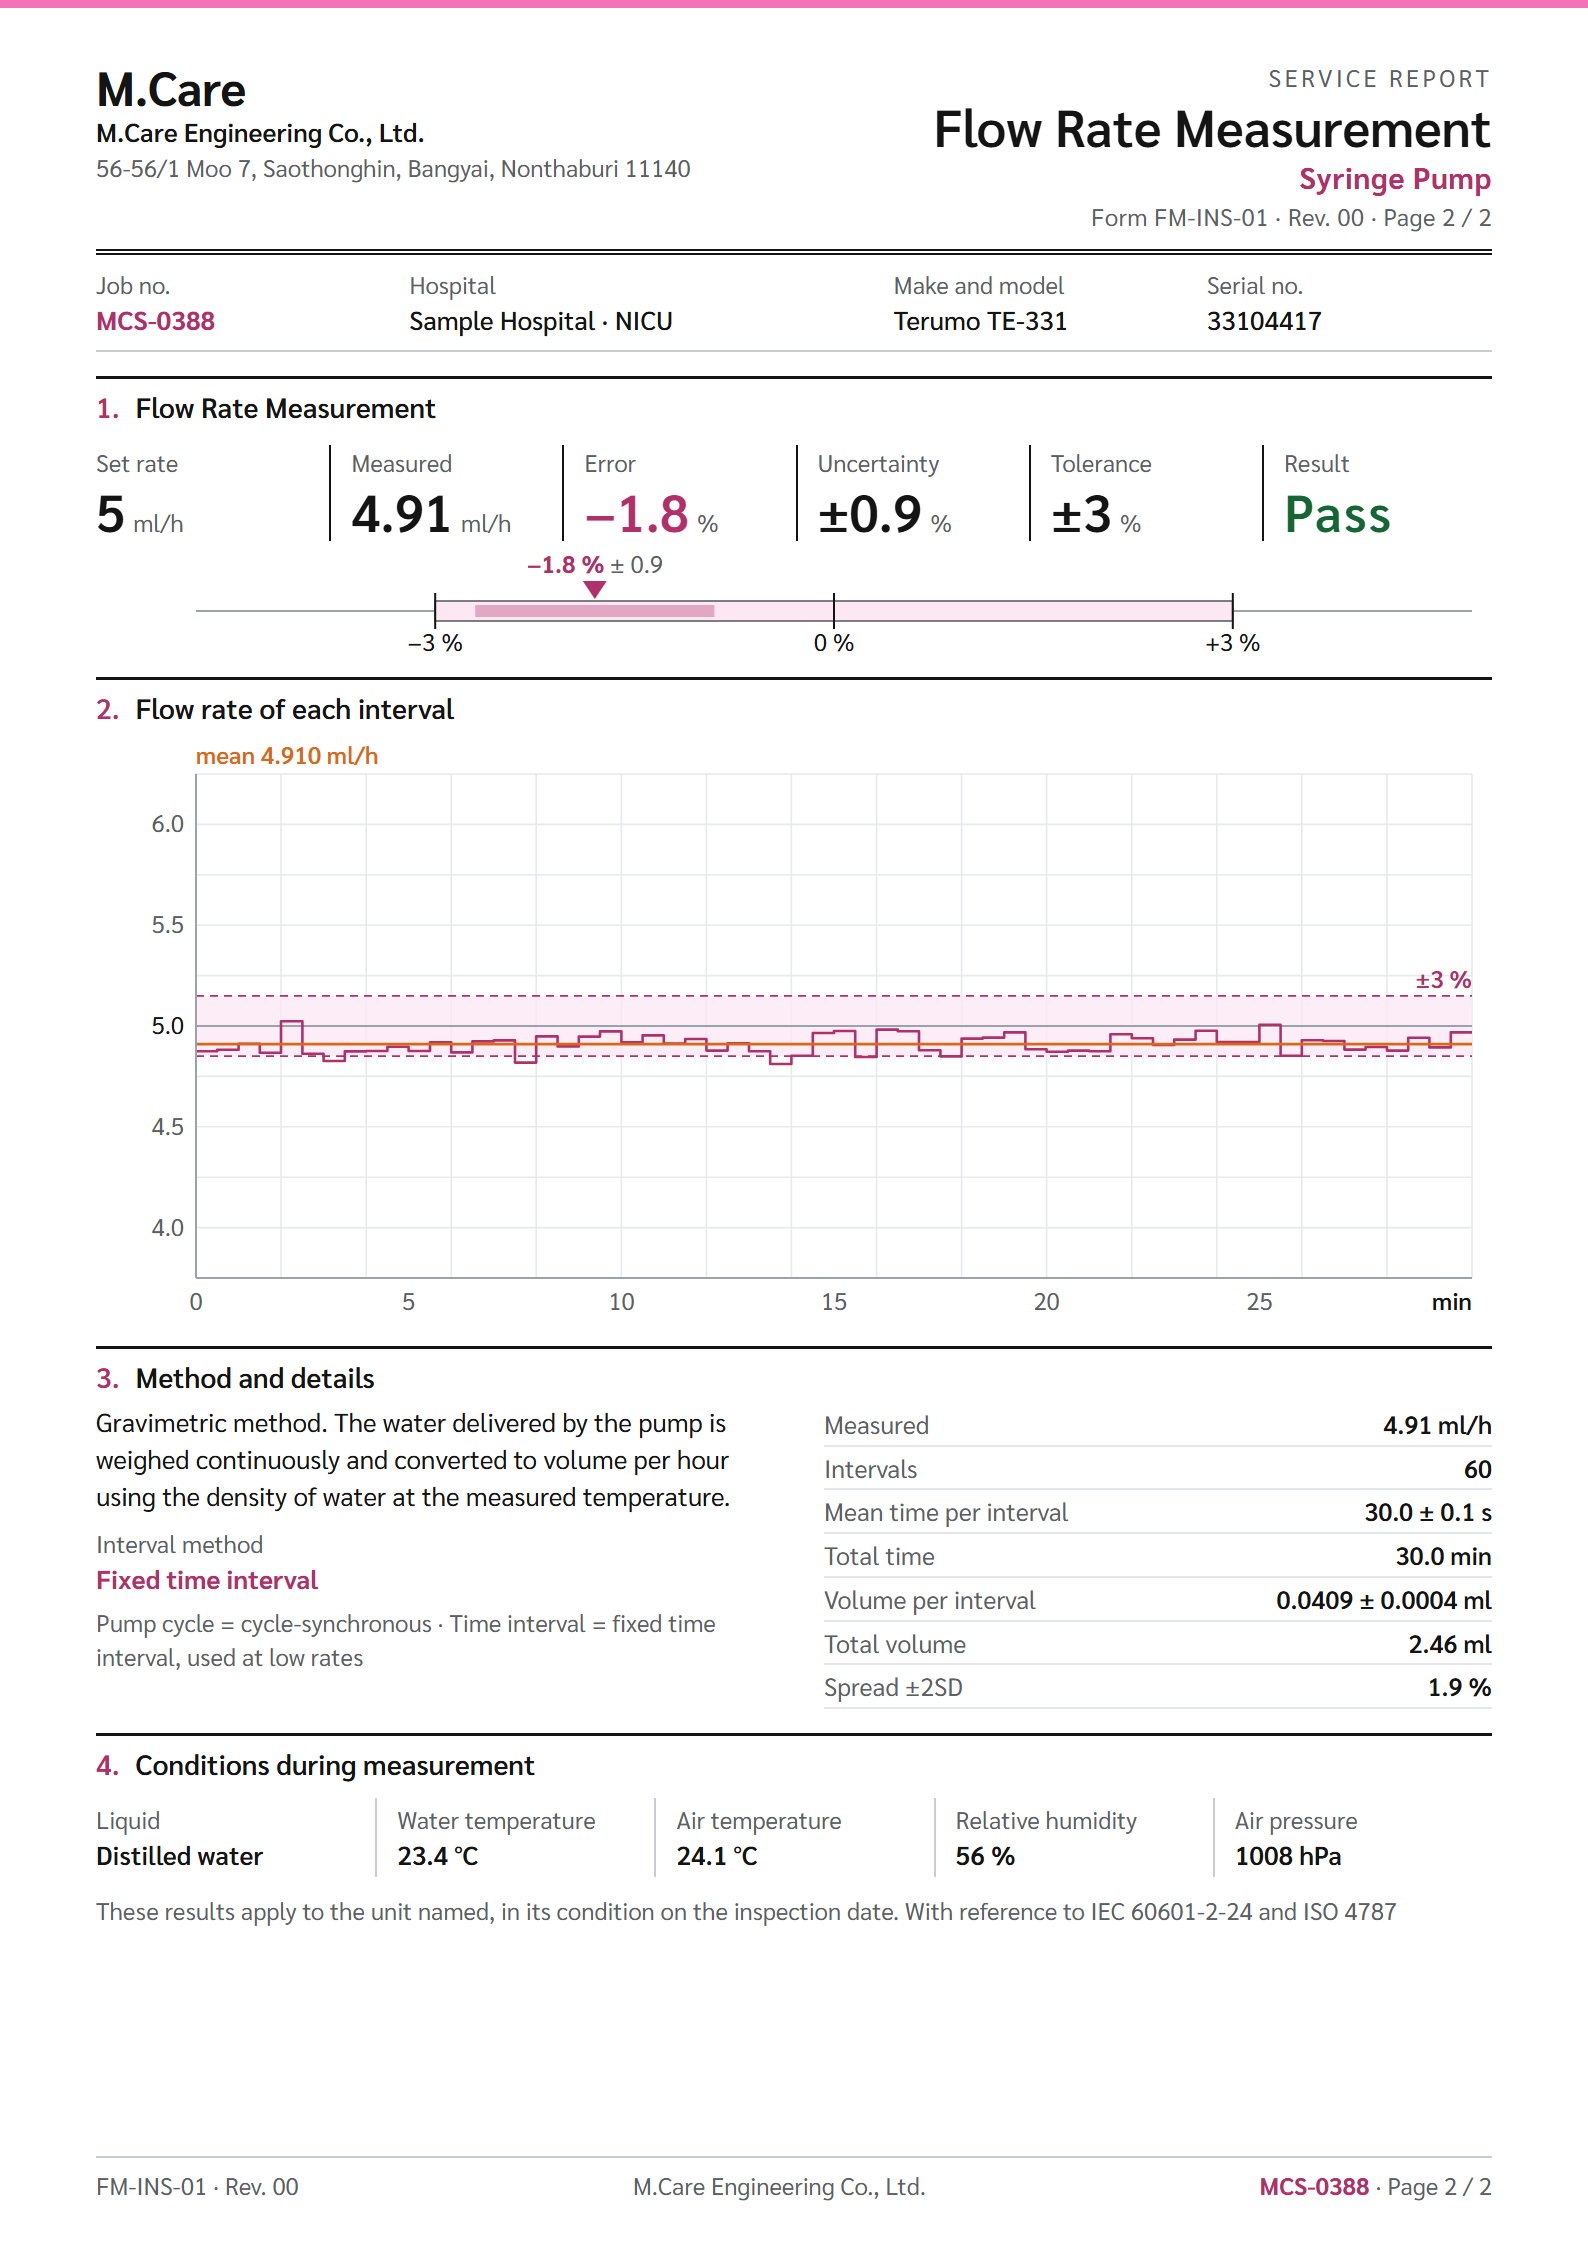 M.Care
M.Care Engineering Co., Ltd.
56-56/1 Moo 7, Saothonghin, Bangyai, Nonthaburi 11140
SERVICE REPORT
Flow Rate Measurement
Syringe Pump
Form FM-INS-01 · Rev. 00 · Page 2 / 2
Job no.
MCS-0388
Hospital
Sample Hospital · NICU
Make and model
Terumo TE-331
Serial no.
33104417
1. Flow Rate Measurement
Set rate
5 ml/h
Measured
4.91 ml/h
Error
−1.8 %
Uncertainty
±0.9 %
Tolerance
±3 %
Result
Pass
−1.8 % ± 0.9
−3 %
0 %
+3 %
2. Flow rate of each interval
mean 4.910 ml/h
6.0
5.5
±3 %
5.0
4.5
4.0
0
5
10
15
20
25
min
3. Method and details
Gravimetric method. The water delivered by the pump is
weighed continuously and converted to volume per hour
using the density of water at the measured temperature.
Interval method
Fixed time interval
Pump cycle = cycle-synchronous · Time interval = fixed time
interval, used at low rates
Measured 4.91 ml/h
Intervals 60
Mean time per interval 30.0 ± 0.1 s
Total time 30.0 min
Volume per interval 0.0409 ± 0.0004 ml
Total volume 2.46 ml
Spread ±2SD 1.9 %
4. Conditions during measurement
Liquid
Distilled water
Water temperature
23.4 °C
Air temperature
24.1 °C
Relative humidity
56 %
Air pressure
1008 hPa
These results apply to the unit named, in its condition on the inspection date. With reference to IEC 60601-2-24 and ISO 4787
FM-INS-01 · Rev. 00
M.Care Engineering Co., Ltd.
MCS-0388 · Page 2 / 2